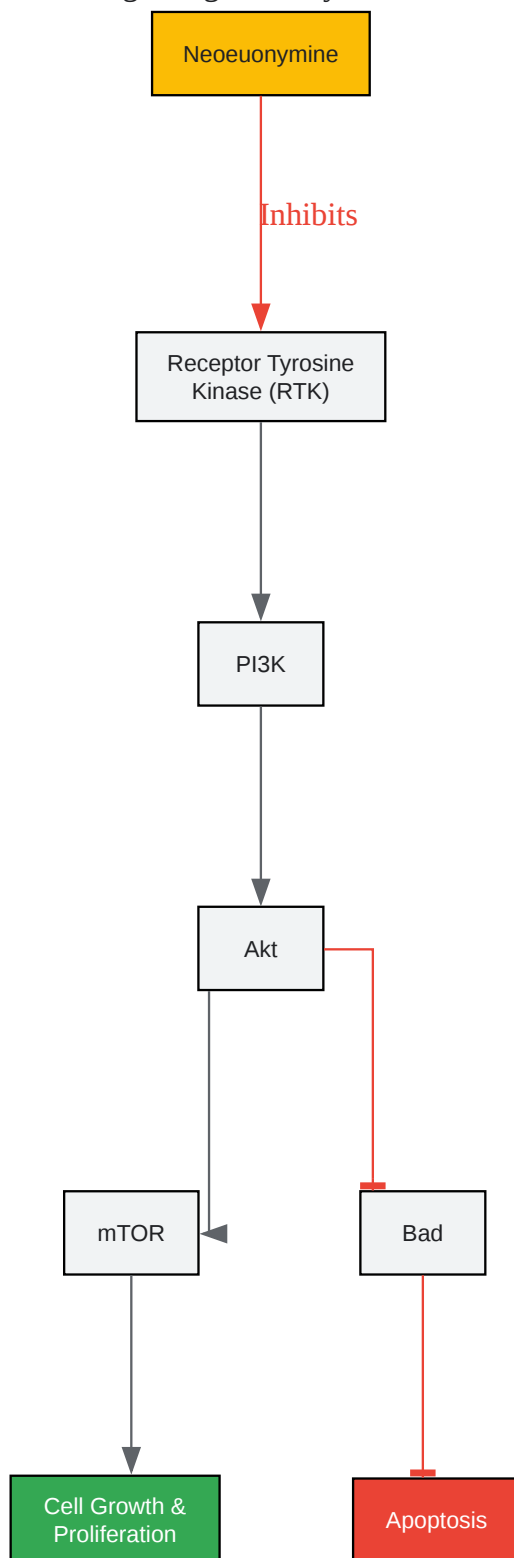 Neoeuonymine
Inhibits
Receptor Tyrosine
Kinase (RTK)
PI3K
Akt
mTOR
Bad
Cell Growth &
Proliferation
Apoptosis